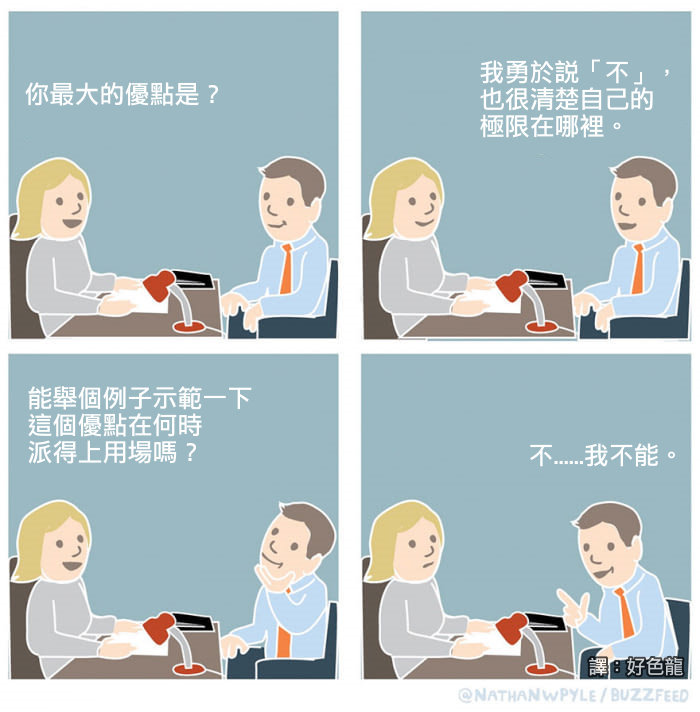 你最大的優點是？
我勇於説「不」，
也很清楚自己的
極限在哪裡。
能舉個例子示範一下
這個優點在何時
派得上用場嗎？
不......我不能。
譯：好色龍
@NATHANWPYLE / BUZZFEED